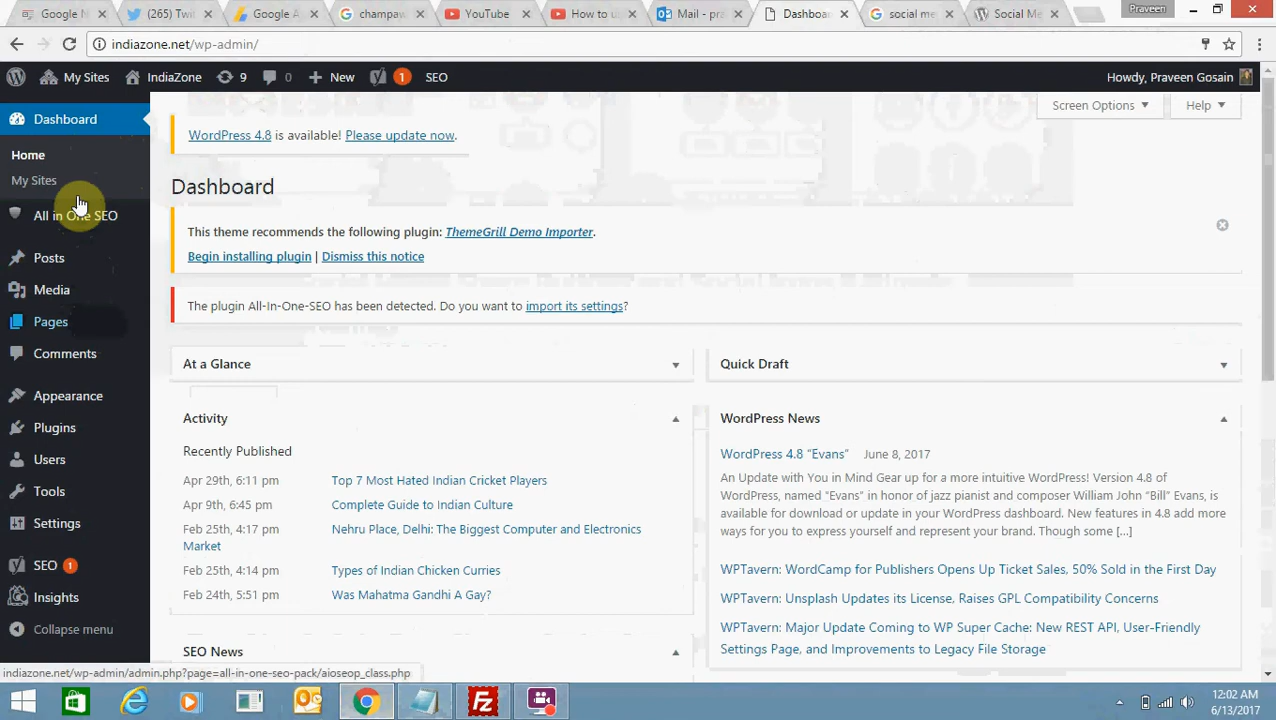 Google N
(265) Twi
Google A
champav
YouTube
How to u
Mail - pra
Dashboa
social me
Social Me
Praveen
indiazone.net/wp-admin/
My Sites IndiaZone 9 0 New 1 SEO Howdy, Praveen Gosain
Screen Options Help
Dashboard
Home
My Sites
All in One SEO
Posts
Media
Pages
Comments
Appearance
Plugins
Users
Tools
Settings
SEO 1
Insights
Collapse menu
WordPress 4.8 is available! Please update now.
Dashboard
This theme recommends the following plugin: ThemeGrill Demo Importer.
Begin installing plugin | Dismiss this notice
The plugin All-In-One-SEO has been detected. Do you want to import its settings?
At a Glance
Activity
Recently Published
Apr 29th, 6:11 pm Top 7 Most Hated Indian Cricket Players
Apr 9th, 6:45 pm Complete Guide to Indian Culture
Feb 25th, 4:17 pm Nehru Place, Delhi: The Biggest Computer and Electronics
Market
Feb 25th, 4:14 pm Types of Indian Chicken Curries
Feb 24th, 5:51 pm Was Mahatma Gandhi A Gay?
SEO News
Quick Draft
WordPress News
WordPress 4.8 “Evans” June 8, 2017
An Update with You in Mind Gear up for a more intuitive WordPress! Version 4.8 of
WordPress, named “Evans” in honor of jazz pianist and composer William John “Bill” Evans, is
available for download or update in your WordPress dashboard. New features in 4.8 add more
ways for you to express yourself and represent your brand. Though some […]
WPTavern: WordCamp for Publishers Opens Up Ticket Sales, 50% Sold in the First Day
WPTavern: Unsplash Updates its License, Raises GPL Compatibility Concerns
WPTavern: Major Update Coming to WP Super Cache: New REST API, User-Friendly
Settings Page, and Improvements to Legacy File Storage
indiazone.net/wp-admin/admin.php?page=all-in-one-seo-pack/aioseop_class.php
12:02 AM
6/13/2017